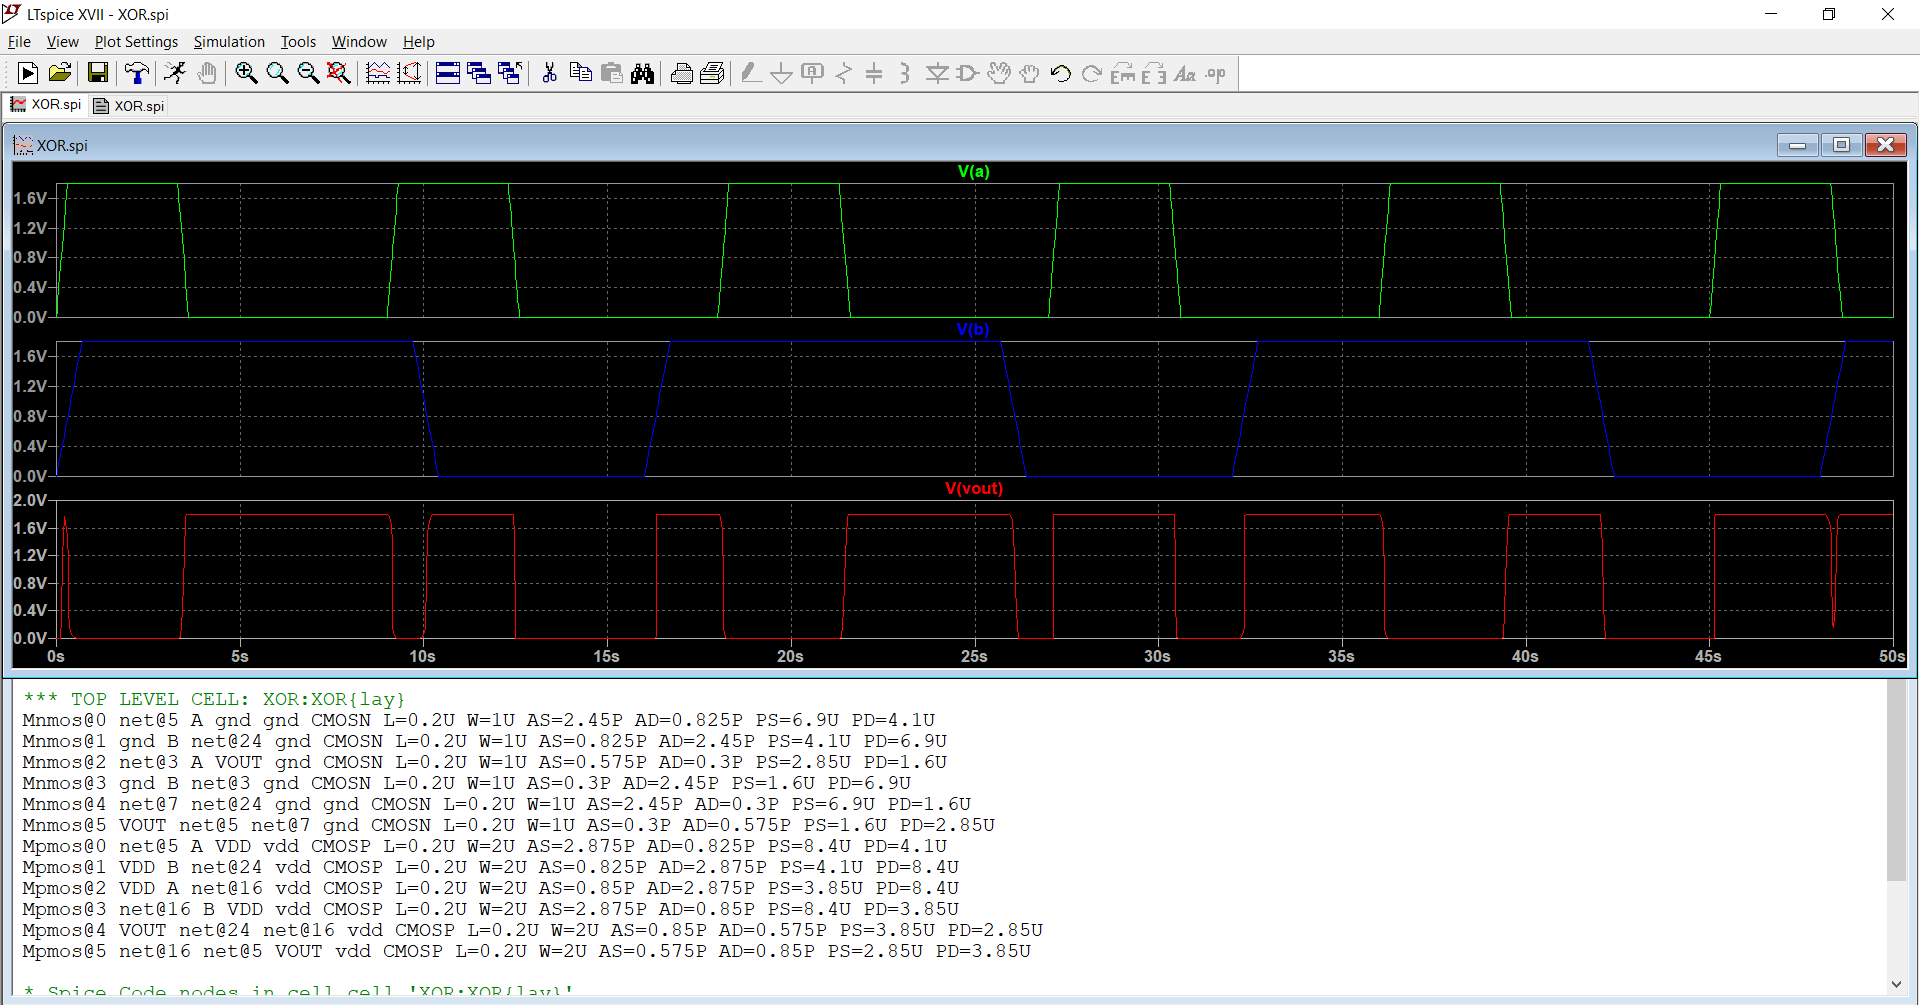 LTspice XVII - XOR.spi
File View Plot Settings Simulation Tools Window Help
XOR.spi XOR.spi
XOR.spi
V(a)
1.6V
1.2V
0.8V
0.4V
0.0V
V(b)
1.6V
1.2V
0.8V
0.4V
0.0V
V(vout)
2.0V
1.6V
1.2V
0.8V
0.4V
0.0V
0s 5s 10s 15s 20s 25s 30s 35s 40s 45s 50s
*** TOP LEVEL CELL: XOR:XOR{lay}
Mnmos@0 net@5 A gnd gnd CMOSN L=0.2U W=1U AS=2.45P AD=0.825P PS=6.9U PD=4.1U
Mnmos@1 gnd B net@24 gnd CMOSN L=0.2U W=1U AS=0.825P AD=2.45P PS=4.1U PD=6.9U
Mnmos@2 net@3 A VOUT gnd CMOSN L=0.2U W=1U AS=0.575P AD=0.3P PS=2.85U PD=1.6U
Mnmos@3 gnd B net@3 gnd CMOSN L=0.2U W=1U AS=0.3P AD=2.45P PS=1.6U PD=6.9U
Mnmos@4 net@7 net@24 gnd gnd CMOSN L=0.2U W=1U AS=2.45P AD=0.3P PS=6.9U PD=1.6U
Mnmos@5 VOUT net@5 net@7 gnd CMOSN L=0.2U W=1U AS=0.3P AD=0.575P PS=1.6U PD=2.85U
Mpmos@0 net@5 A VDD vdd CMOSP L=0.2U W=2U AS=2.875P AD=0.825P PS=8.4U PD=4.1U
Mpmos@1 VDD B net@24 vdd CMOSP L=0.2U W=2U AS=0.825P AD=2.875P PS=4.1U PD=8.4U
Mpmos@2 VDD A net@16 vdd CMOSP L=0.2U W=2U AS=0.85P AD=2.875P PS=3.85U PD=8.4U
Mpmos@3 net@16 B VDD vdd CMOSP L=0.2U W=2U AS=2.875P AD=0.85P PS=8.4U PD=3.85U
Mpmos@4 VOUT net@24 net@16 vdd CMOSP L=0.2U W=2U AS=0.85P AD=0.575P PS=3.85U PD=2.85U
Mpmos@5 net@16 net@5 VOUT vdd CMOSP L=0.2U W=2U AS=0.575P AD=0.85P PS=2.85U PD=3.85U
* Spice Code nodes in cell cell 'XOR:XOR{lay}'